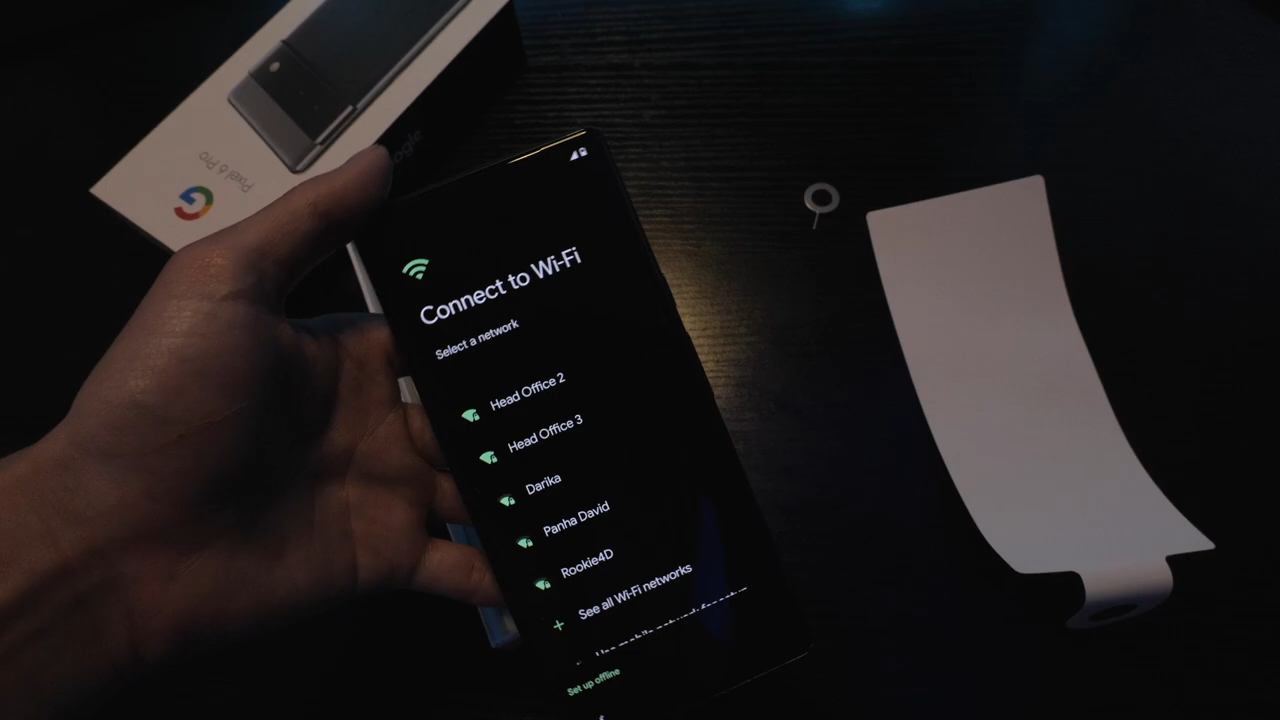 Pixel 6 Pro
G
Google
Connect to Wi-Fi
Select a network
Head Office 2
Head Office 3
Darika
Panha David
Rookie4D
See all Wi-Fi networks
Set up offline